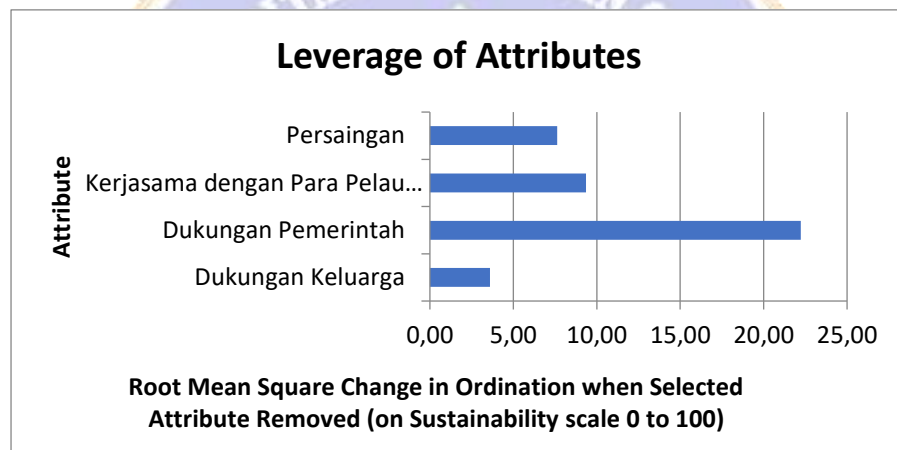 Leverage of Attributes
Attribute
Persaingan
Kerjasama dengan Para Pelau...
Dukungan Pemerintah
Dukungan Keluarga
0,00 5,00 10,00 15,00 20,00 25,00
Root Mean Square Change in Ordination when Selected
Attribute Removed (on Sustainability scale 0 to 100)